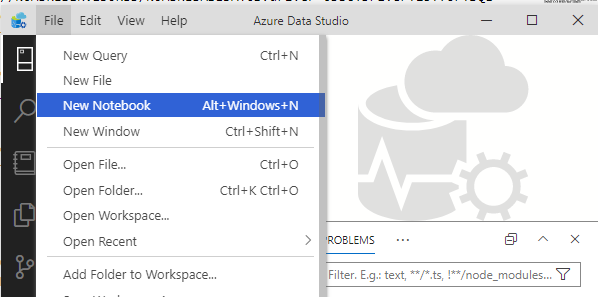 File Edit View Azure Data Studio
New Query Ctrl+N
New File
New Notebook Alt+Windows+N
New Window Ctrl+Shift+N
Open File... Ctrl+O
Open Folder... Ctrl+K Ctrl+O
Open Workspace...
Open Recent
PROBLEMS ...
Filter. E.g.: text, **/*.ts, !**/node_modules...
Add Folder to Workspace...